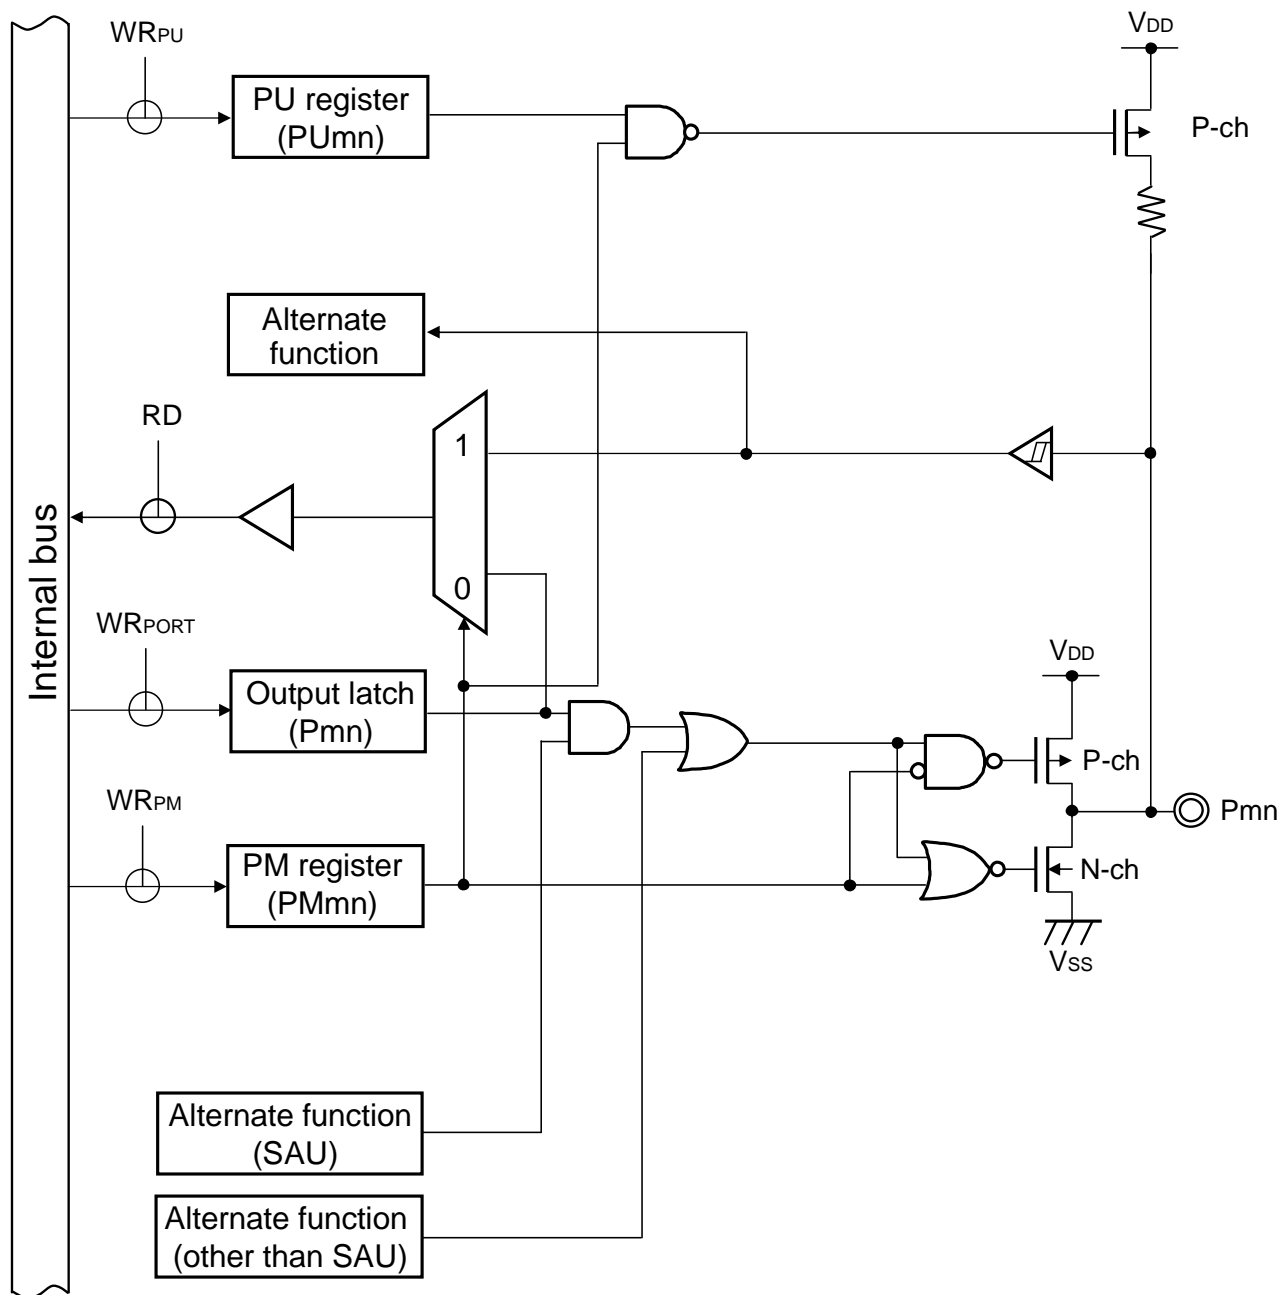 WRPU
VDD
PU register
(PUmn)
P-ch
Alternate
function
RD
1
0
Internal bus
WRPORT
Output latch
(Pmn)
VDD
P-ch
Pmn
WRPM
PM register
(PMmn)
N-ch
VSS
Alternate function
(SAU)
Alternate function
(other than SAU)